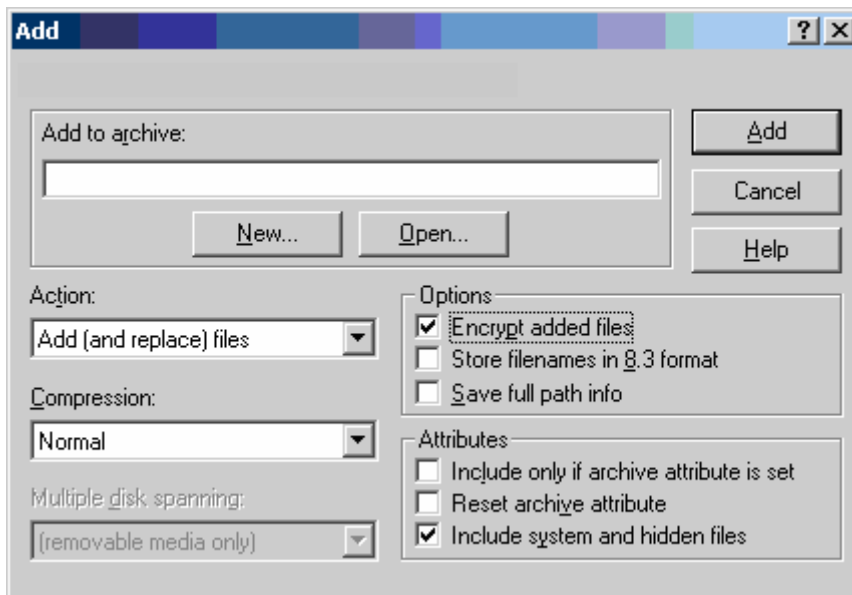 Add
Add to archive:
New...
Open...
Add
Cancel
Help
Action:
Add (and replace) files
Compression:
Normal
Multiple disk spanning:
(removable media only)
Options
Encrypt added files
Store filenames in 8.3 format
Save full path info
Attributes
Include only if archive attribute is set
Reset archive attribute
Include system and hidden files